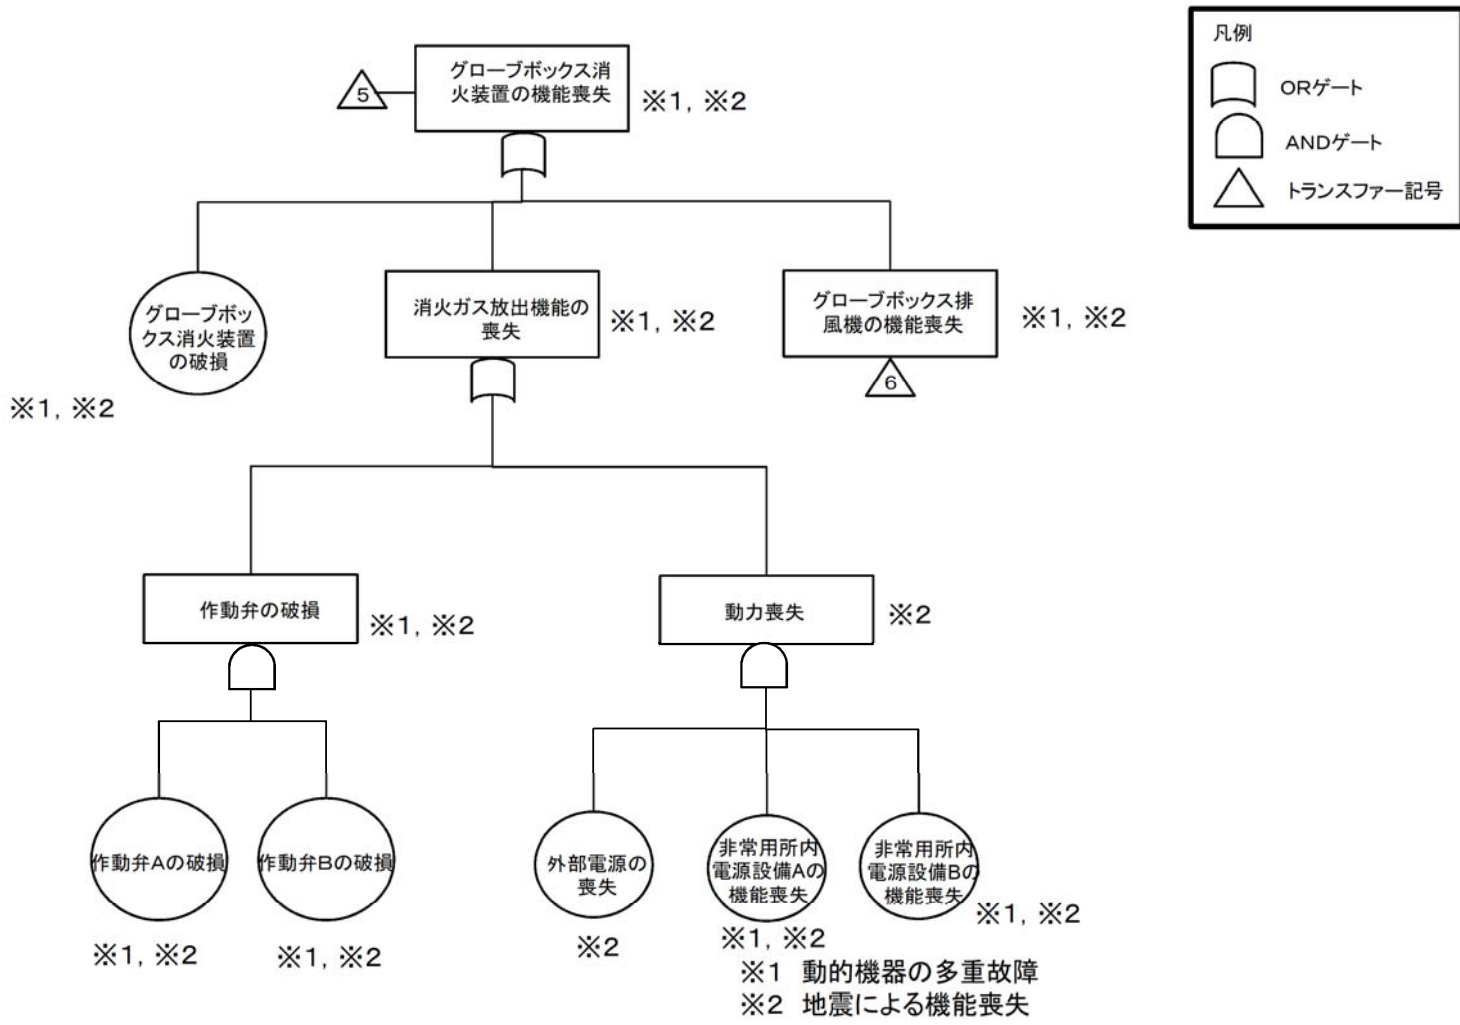 凡例
ORゲート
ANDゲート
トランスファー記号
5
グローブボックス消
火装置の機能喪失
※1, ※2
グローブボッ
クス消火装置
の破損
※1, ※2
消火ガス放出機能の
喪失
※1, ※2
グローブボックス排
風機の機能喪失
※1, ※2
6
作動弁の破損
※1, ※2
動力喪失
※2
作動弁Aの破損
※1, ※2
作動弁Bの破損
※1, ※2
外部電源の
喪失
※2
非常用所内
電源設備Aの
機能喪失
※1, ※2
非常用所内
電源設備Bの
機能喪失
※1, ※2
※1 動的機器の多重故障
※2 地震による機能喪失